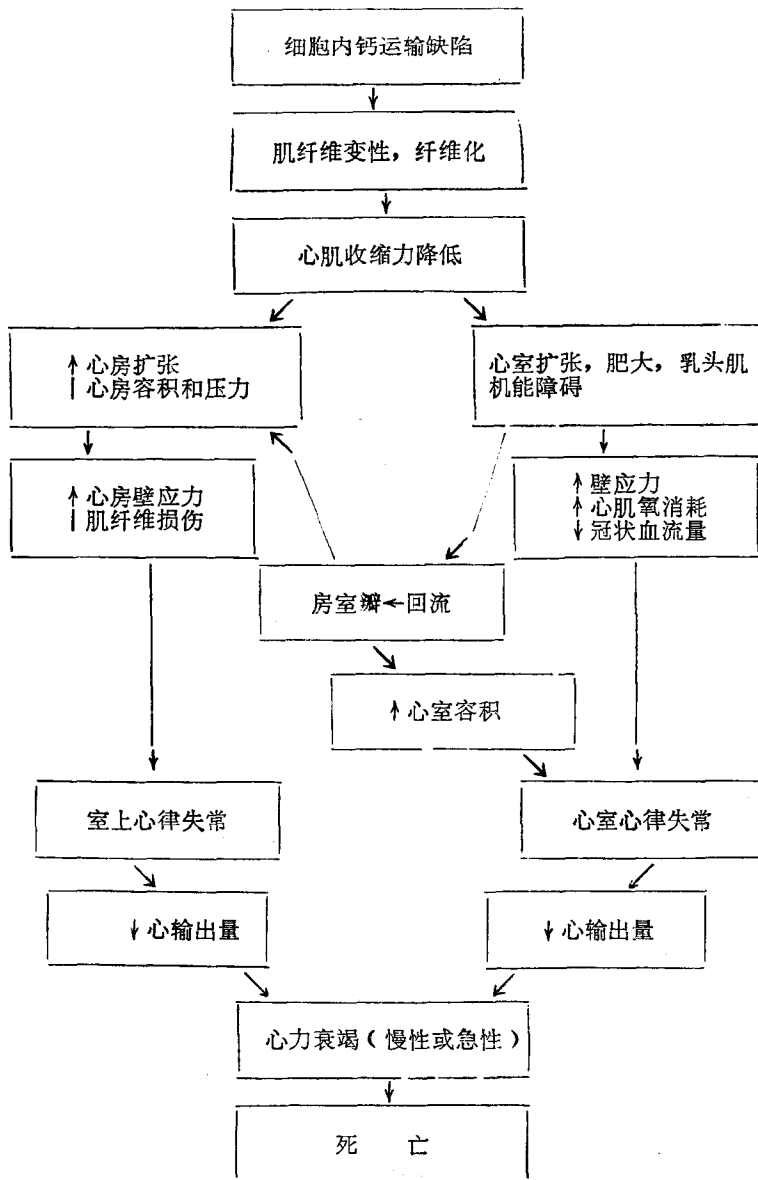 细胞内钙运输缺陷
肌纤维变性，纤维化
心肌收缩力降低
↑心房扩张
心房容积和压力
心室扩张，肥大，乳头肌
机能障碍
↑心房壁应力
肌纤维损伤
↑壁应力
↑心肌氧消耗
↓冠状血流量
房室瓣←回流
↑心室容积
室上心律失常
心室心律失常
↓心输出量
↓心输出量
心力衰竭（慢性或急性）
死 亡